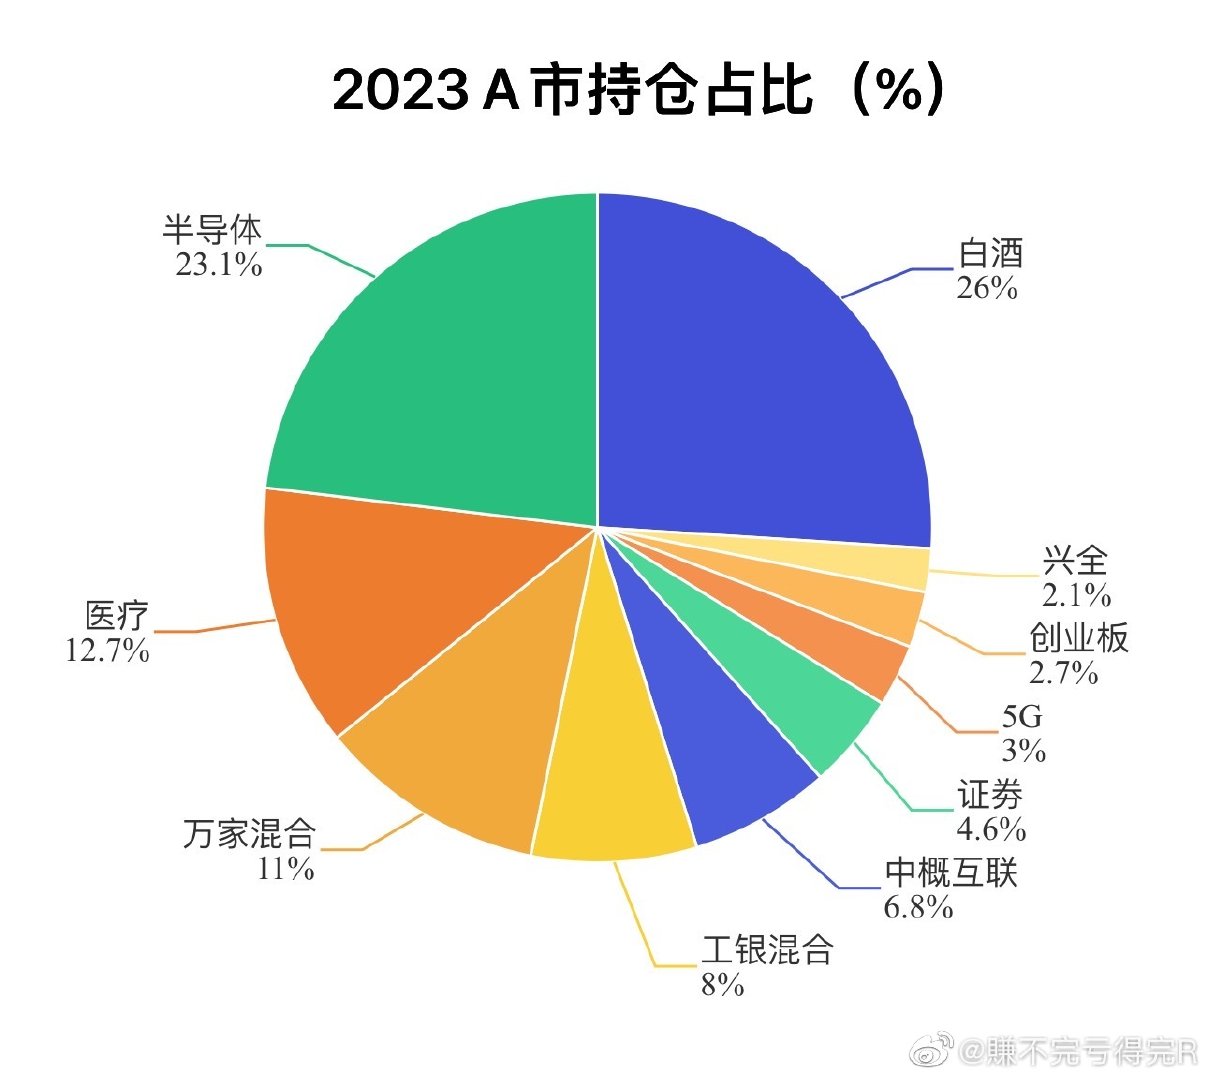 2023 A市持仓占比（%）
半导体
23.1%
白酒
26%
兴全
2.1%
创业板
2.7%
5G
3%
证券
4.6%
中概互联
6.8%
工银混合
8%
万家混合
11%
医疗
12.7%
@賺不完亏得完R